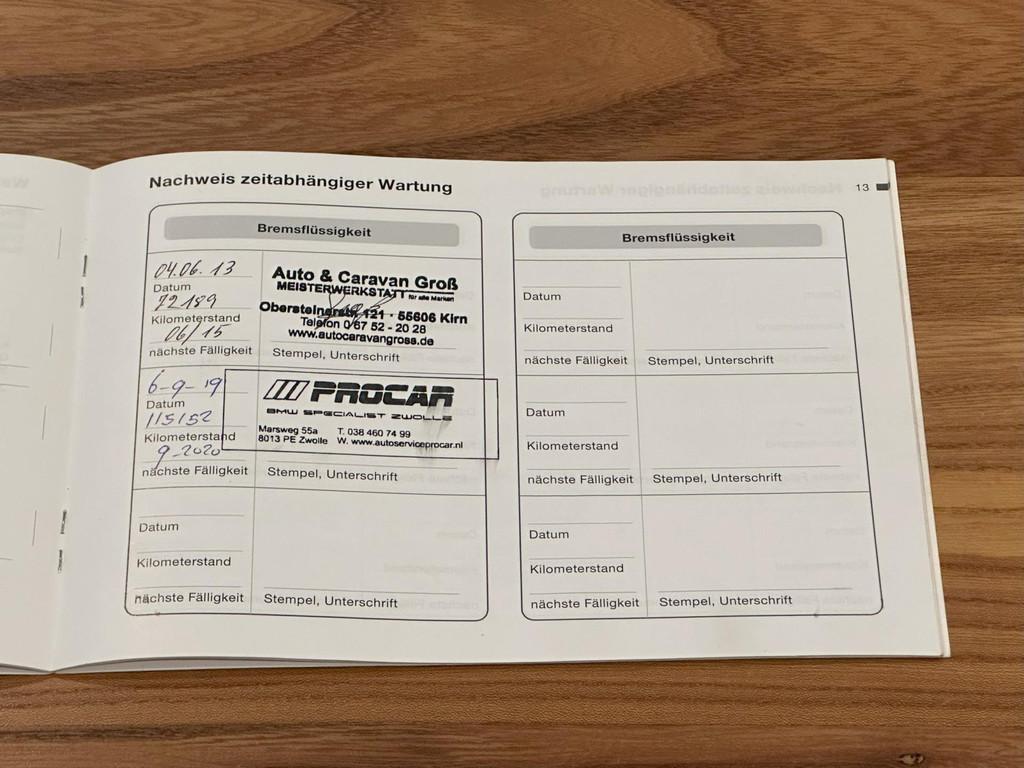 Nachweis zeitabhängiger Wartung
13
Bremsflüssigkeit
04.06.13
Datum
72189
Kilometerstand
06/15
nächste Fälligkeit
Auto & Caravan Groß
MEISTERWERKSTATT für alle Marken
Obersteinerstr. 121 · 55606 Kirn
Telefon 0 67 52 - 20 28
www.autocaravangross.de
Stempel, Unterschrift
6-9-19
Datum
115152
Kilometerstand
9-2020
nächste Fälligkeit
PROCAR
BMW SPECIALIST ZWOLLE
Marsweg 55a T. 038 460 74 99
8013 PE Zwolle W. www.autoserviceprocar.nl
Stempel, Unterschrift
Datum
Kilometerstand
nächste Fälligkeit
Stempel, Unterschrift
Bremsflüssigkeit
Datum
Kilometerstand
nächste Fälligkeit
Stempel, Unterschrift
Datum
Kilometerstand
nächste Fälligkeit
Stempel, Unterschrift
Datum
Kilometerstand
nächste Fälligkeit
Stempel, Unterschrift